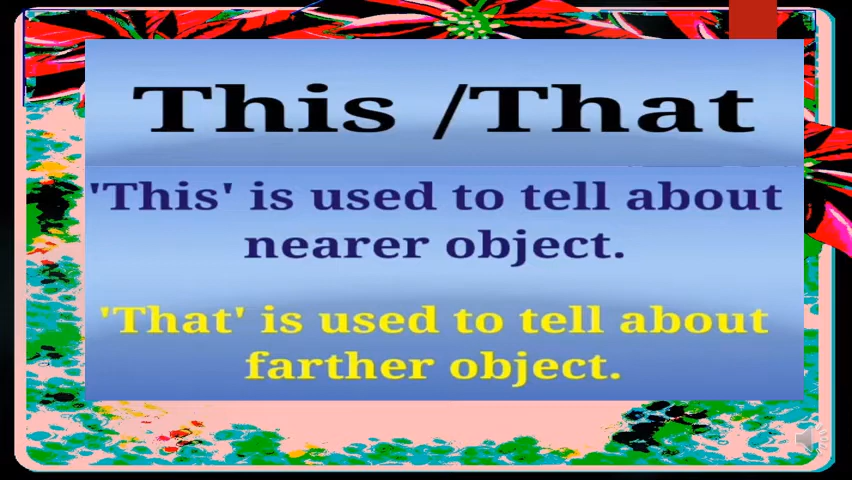 This /That
'This' is used to tell about
nearer object.
'That' is used to tell about
farther object.